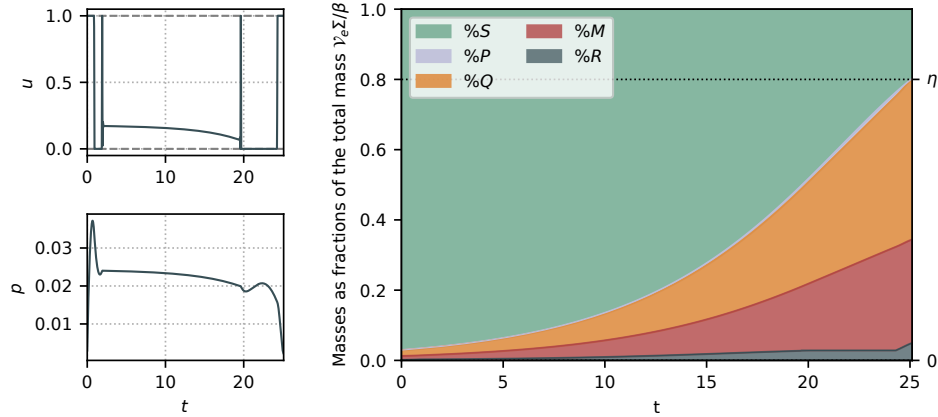 1.0
0.5
0.0
u
0 10 20
0.03
0.02
0.01
p
0 10 20
t
Masses as fractions of the total mass 𝒱ₑΣ/β
1.0
0.8
0.6
0.4
0.2
0.0
%S %M
%P %R
%Q
η
0
0 5 10 15 20 25
t